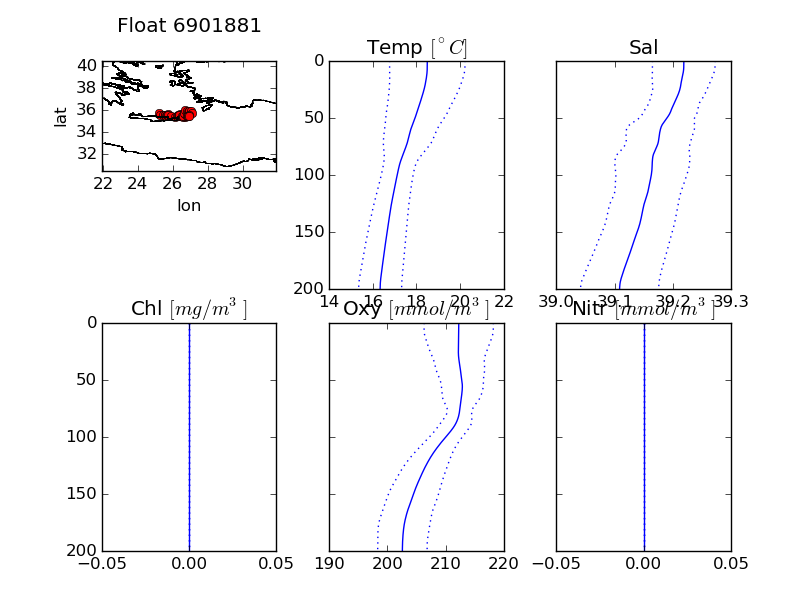 Float 6901881
Temp [°C]
Sal
lat
40
38
36
34
32
22 24 26 28 30
lon
0
50
100
150
200
14 16 18 20 22
39.0 39.1 39.2 39.3
Chl [mg/m³]
Oxy [mmol/m³]
Nitr [mmol/m³]
0
50
100
150
200
−0.05 0.00 0.05
190 200 210 220
−0.05 0.00 0.05